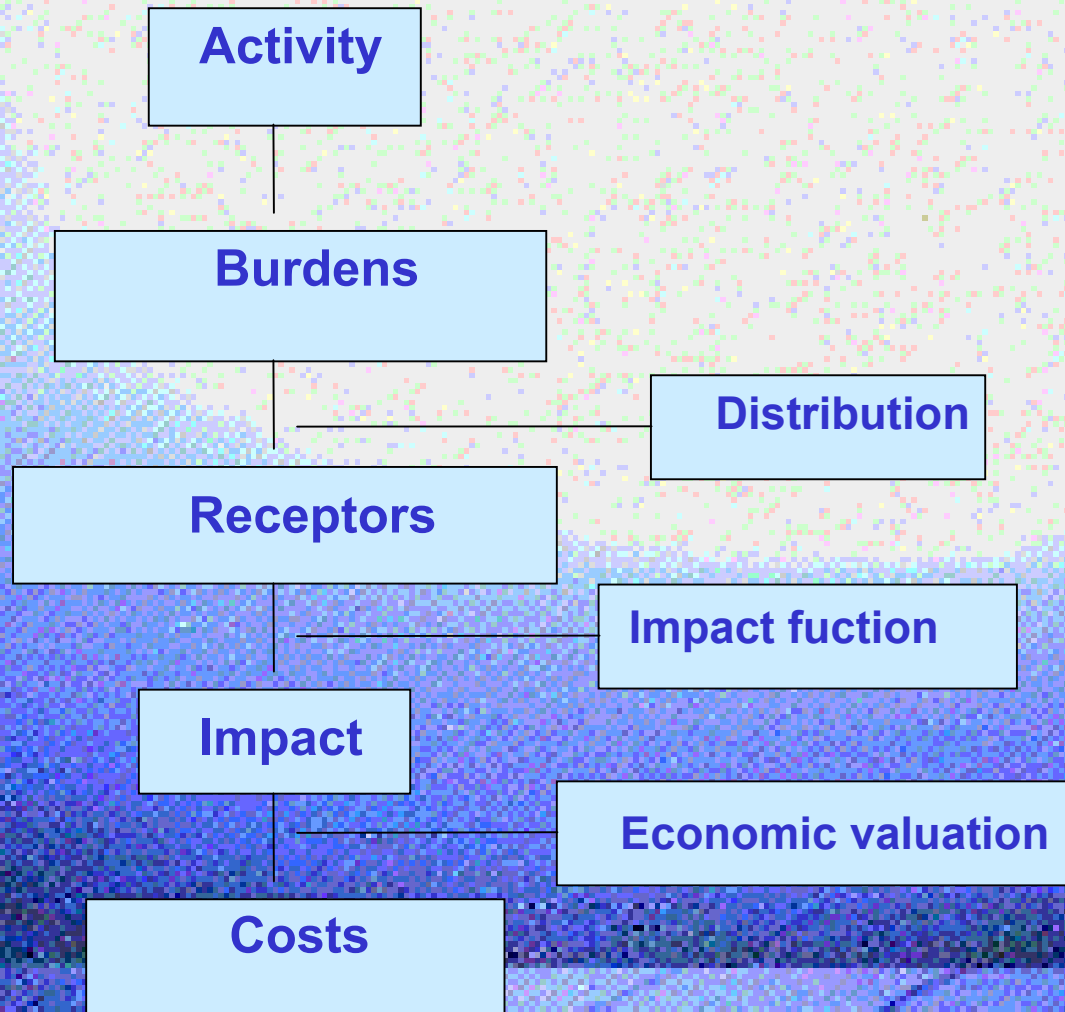 Activity
Burdens
Distribution
Receptors
Impact fuction
Impact
Economic valuation
Costs